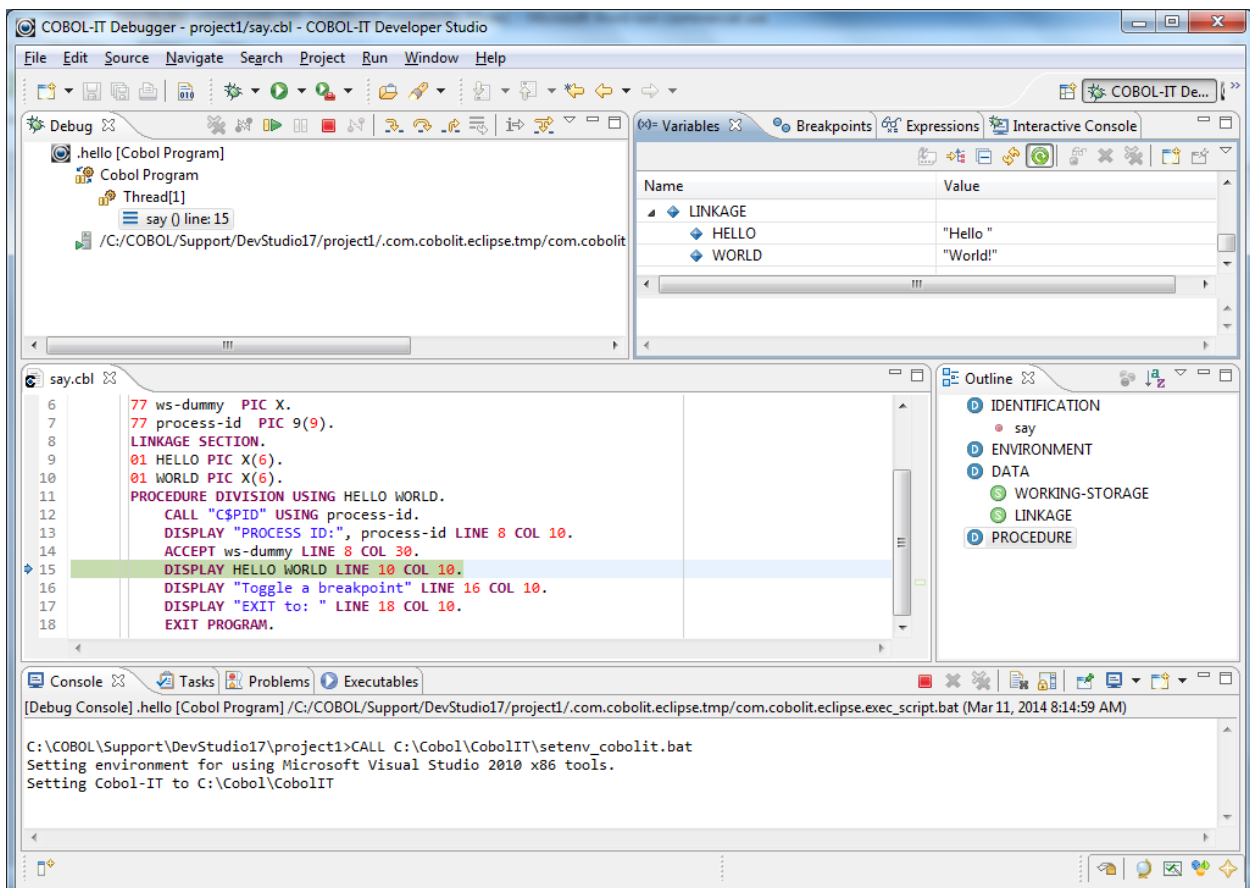 COBOL-IT Debugger - project1/say.cbl - COBOL-IT Developer Studio
File Edit Source Navigate Search Project Run Window Help
COBOL-IT De...
Debug
.hello [Cobol Program]
Cobol Program
Thread[1]
say () line: 15
/C:/COBOL/Support/DevStudio17/project1/.com.cobolit.eclipse.tmp/com.cobolit
(x)= Variables Breakpoints Expressions Interactive Console
Name Value
LINKAGE
HELLO "Hello "
WORLD "World!"
say.cbl
6 77 ws-dummy PIC X.
7 77 process-id PIC 9(9).
8 LINKAGE SECTION.
9 01 HELLO PIC X(6).
10 01 WORLD PIC X(6).
11 PROCEDURE DIVISION USING HELLO WORLD.
12 CALL "C$PID" USING process-id.
13 DISPLAY "PROCESS ID:", process-id LINE 8 COL 10.
14 ACCEPT ws-dummy LINE 8 COL 30.
15 DISPLAY HELLO WORLD LINE 10 COL 10.
16 DISPLAY "Toggle a breakpoint" LINE 16 COL 10.
17 DISPLAY "EXIT to: " LINE 18 COL 10.
18 EXIT PROGRAM.
Outline
IDENTIFICATION
say
ENVIRONMENT
DATA
WORKING-STORAGE
LINKAGE
PROCEDURE
Console Tasks Problems Executables
[Debug Console] .hello [Cobol Program] /C:/COBOL/Support/DevStudio17/project1/.com.cobolit.eclipse.tmp/com.cobolit.eclipse.exec_script.bat (Mar 11, 2014 8:14:59 AM)
C:\COBOL\Support\DevStudio17\project1>CALL C:\Cobol\CobolIT\setenv_cobolit.bat
Setting environment for using Microsoft Visual Studio 2010 x86 tools.
Setting Cobol-IT to C:\Cobol\CobolIT